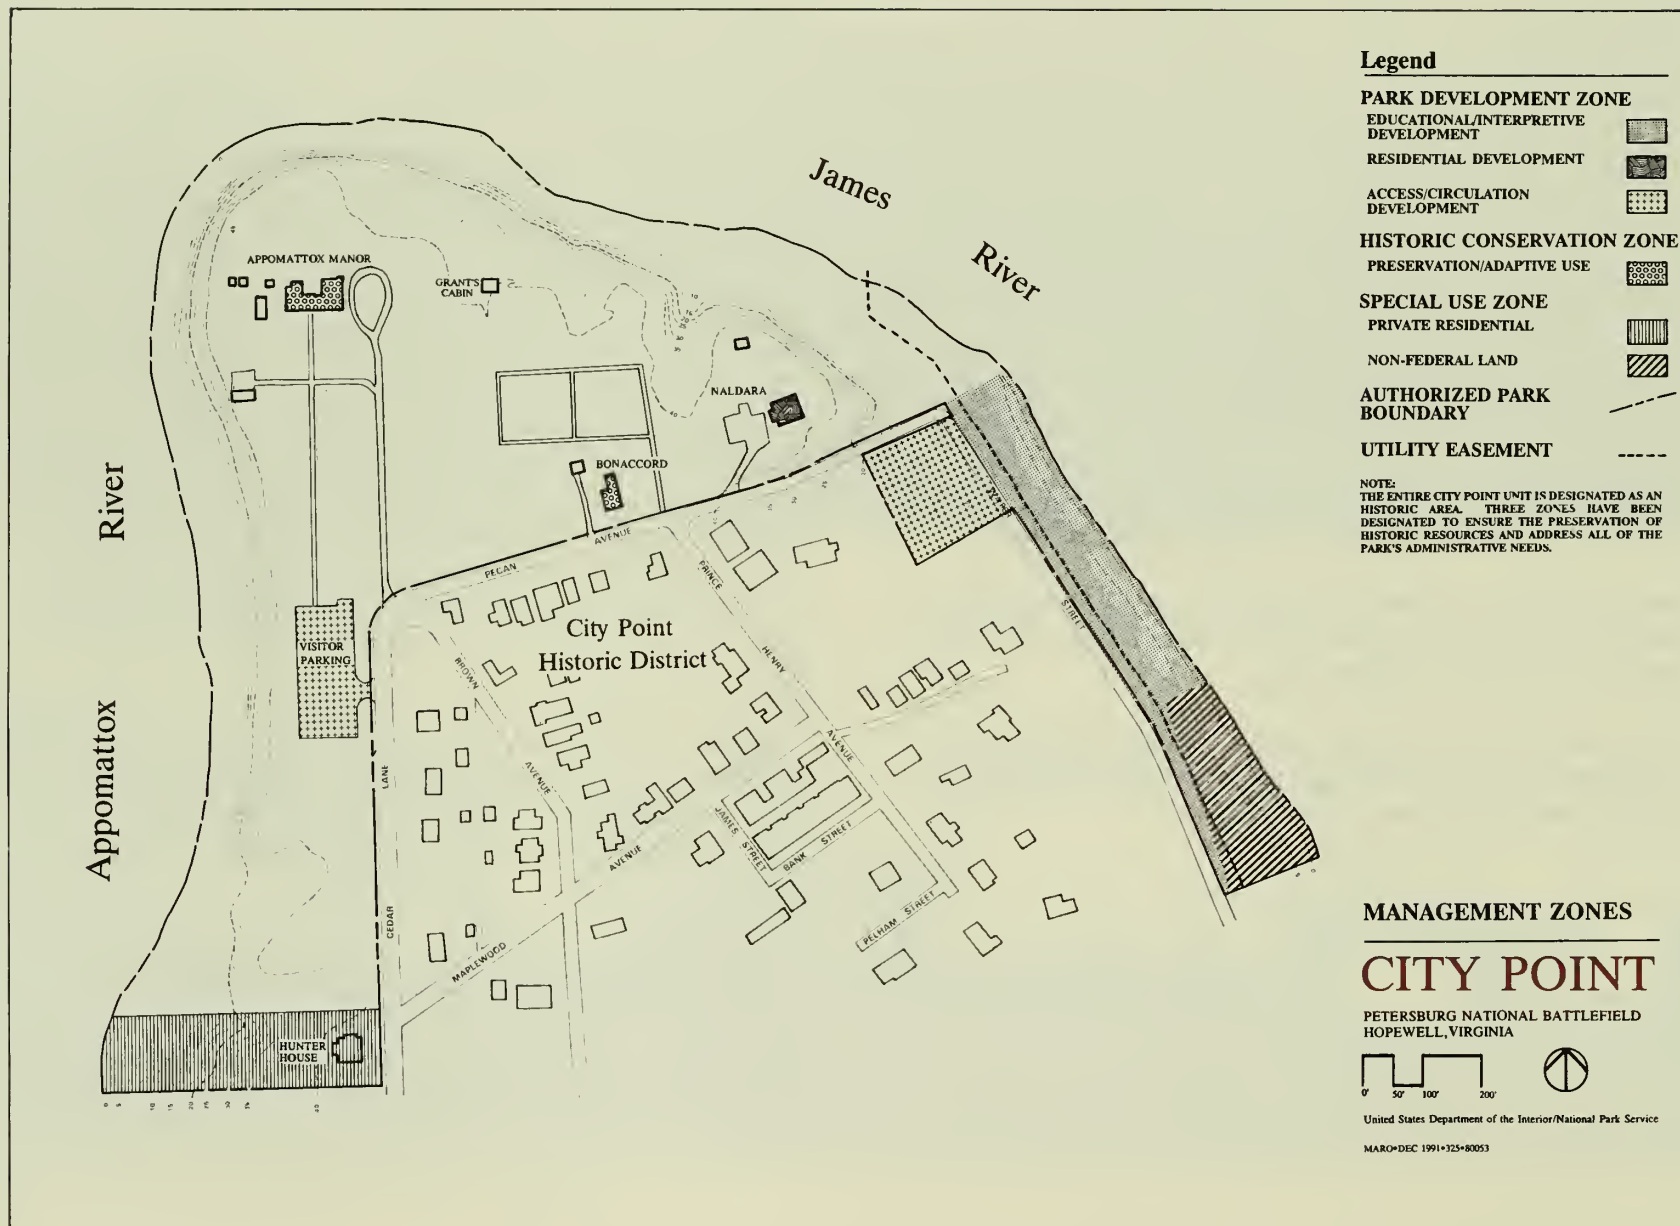 James
River
APPOMATTOX MANOR
GRANT'S
CABIN
NALDARA
BONACCORD
River
Appomattox
PECAN
AVENUE
PRINCE
HENRY
AVENUE
STREET
City Point
Historic District
VISITOR
PARKING
BROWN
AVENUE
LANE
CEDAR
JAMES STREET
BANK STREET
PELHAM STREET
MAPLEWOOD
AVENUE
HUNTER
HOUSE
Legend
PARK DEVELOPMENT ZONE
EDUCATIONAL/INTERPRETIVE
DEVELOPMENT
RESIDENTIAL DEVELOPMENT
ACCESS/CIRCULATION
DEVELOPMENT
HISTORIC CONSERVATION ZONE
PRESERVATION/ADAPTIVE USE
SPECIAL USE ZONE
PRIVATE RESIDENTIAL
NON-FEDERAL LAND
AUTHORIZED PARK
BOUNDARY
UTILITY EASEMENT
NOTE:
THE ENTIRE CITY POINT UNIT IS DESIGNATED AS AN
HISTORIC AREA. THREE ZONES HAVE BEEN
DESIGNATED TO ENSURE THE PRESERVATION OF
HISTORIC RESOURCES AND ADDRESS ALL OF THE
PARK'S ADMINISTRATIVE NEEDS.
MANAGEMENT ZONES
CITY POINT
PETERSBURG NATIONAL BATTLEFIELD
HOPEWELL, VIRGINIA
0' 50' 100' 200'
United States Department of the Interior/National Park Service
MARO•DEC 1991•325•80053